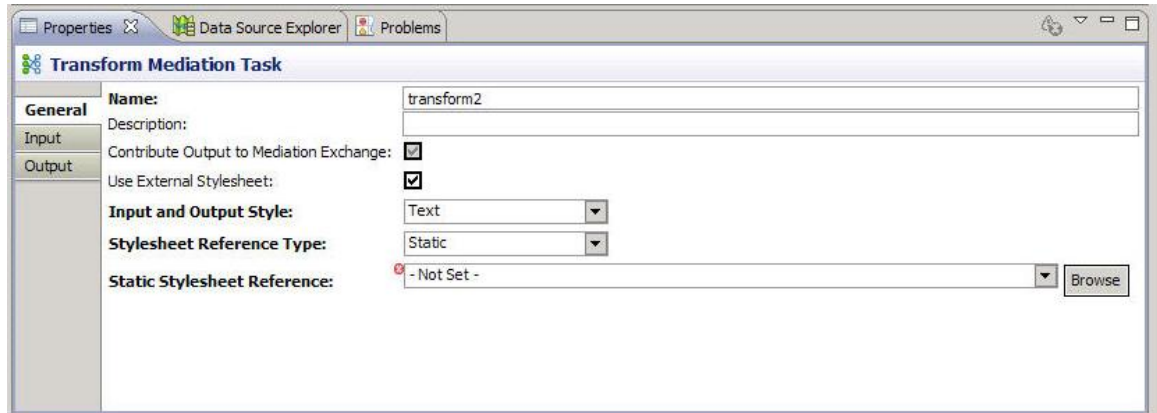 Properties Data Source Explorer Problems
Transform Mediation Task
General
Input
Output
Name: transform2
Description:
Contribute Output to Mediation Exchange:
Use External Stylesheet:
Input and Output Style: Text
Stylesheet Reference Type: Static
Static Stylesheet Reference: - Not Set - Browse